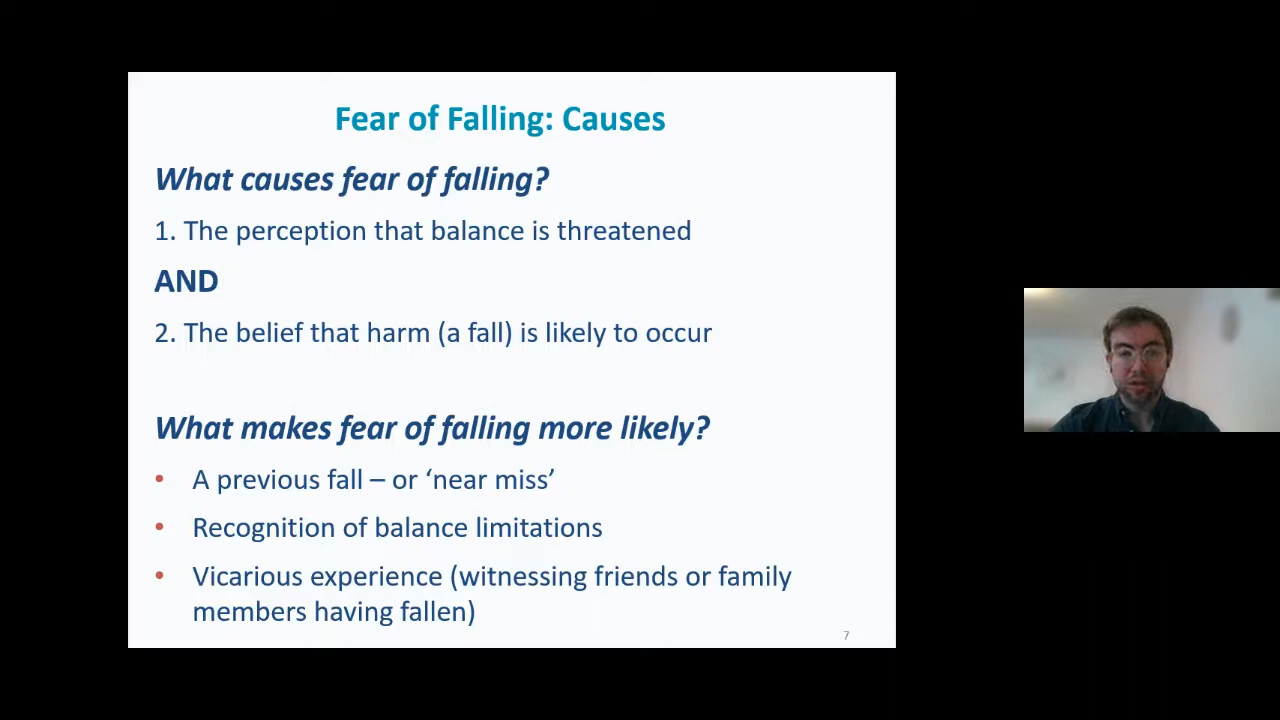 Fear of Falling: Causes
What causes fear of falling?
1. The perception that balance is threatened
AND
2. The belief that harm (a fall) is likely to occur
What makes fear of falling more likely?
• A previous fall – or ‘near miss’
• Recognition of balance limitations
• Vicarious experience (witnessing friends or family
members having fallen)
7